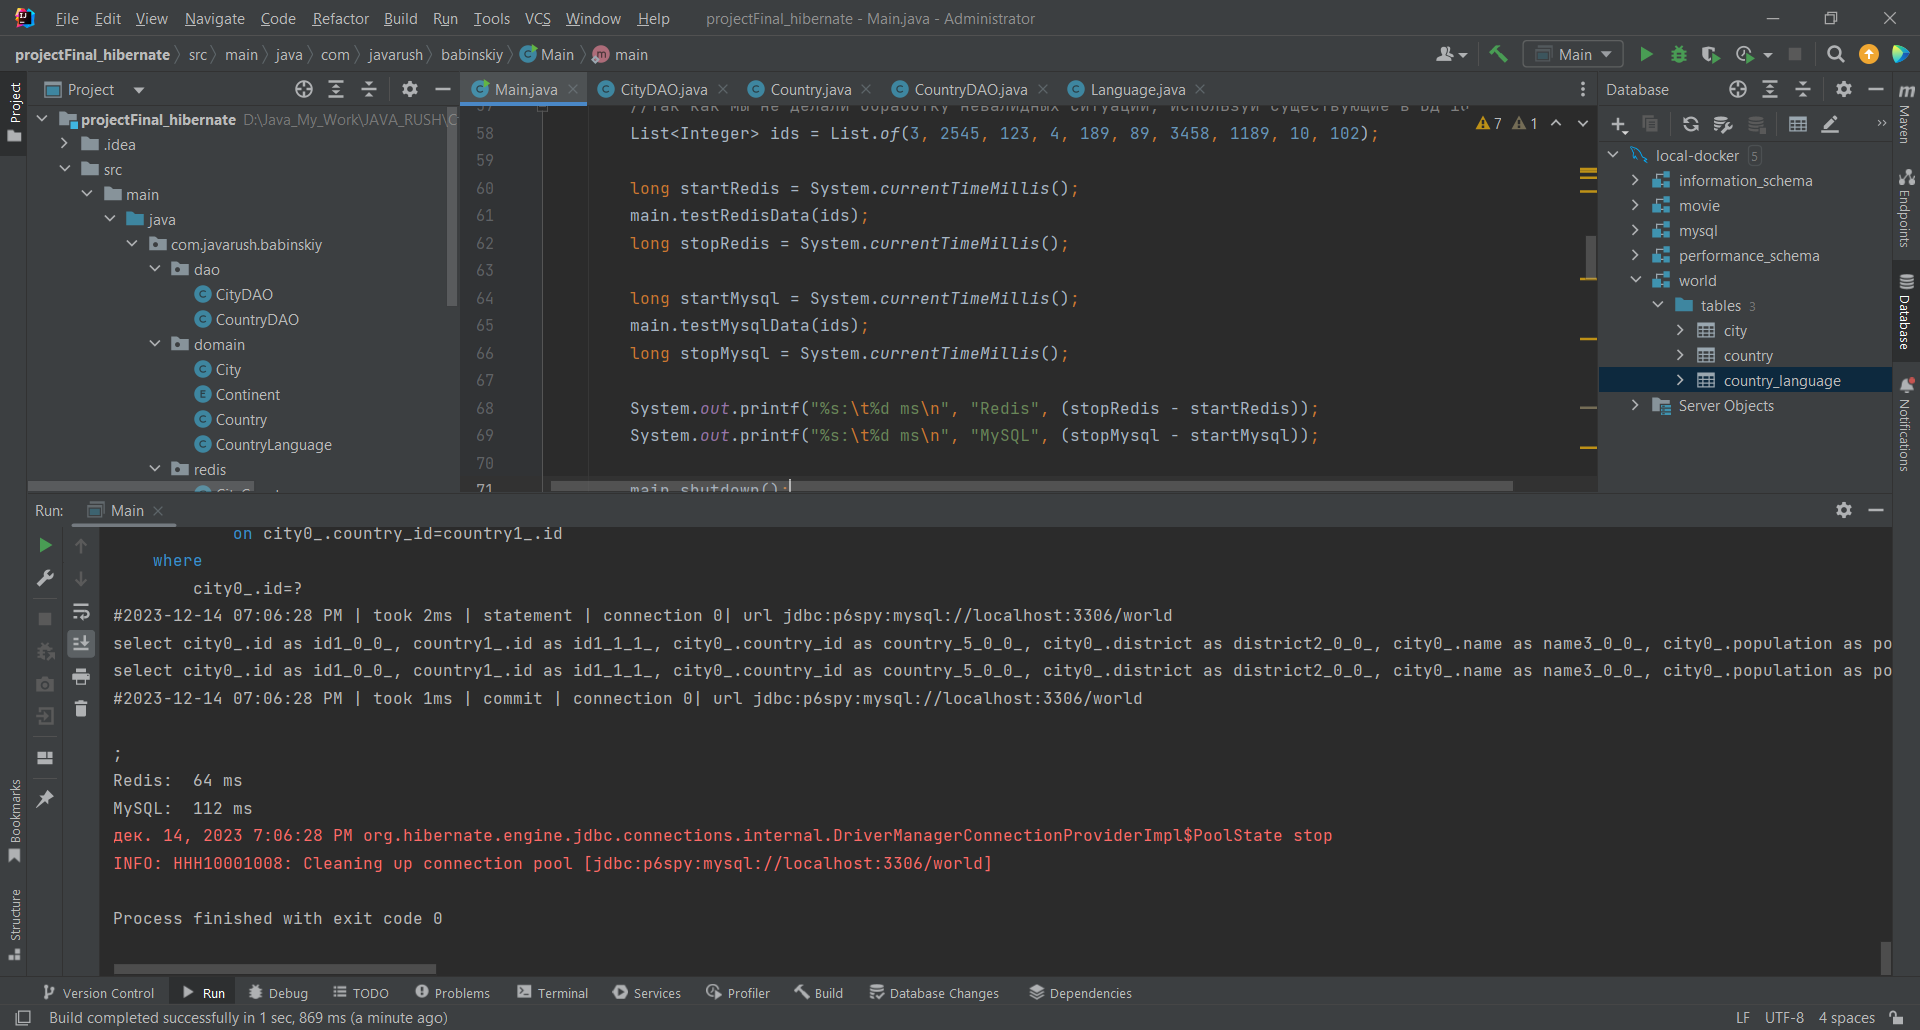 File Edit View Navigate Code Refactor Build Run Tools VCS Window Help projectFinal_hibernate - Main.java - Administrator
projectFinal_hibernate src main java com javarush babinskiy Main main
Main
Project
Main.java CityDAO.java Country.java CountryDAO.java Language.java
Database
projectFinal_hibernate D:\Java_My_Work\JAVA_RUSH\
.idea
src
main
java
com.javarush.babinskiy
dao
CityDAO
CountryDAO
domain
City
Continent
Country
CountryLanguage
redis
57 //Так как мы не делали обработку невалидных ситуаций, используй существующие в БД id
58 List<Integer> ids = List.of(3, 2545, 123, 4, 189, 89, 3458, 1189, 10, 102);
7 1
59
60 long startRedis = System.currentTimeMillis();
61 main.testRedisData(ids);
62 long stopRedis = System.currentTimeMillis();
63
64 long startMysql = System.currentTimeMillis();
65 main.testMysqlData(ids);
66 long stopMysql = System.currentTimeMillis();
67
68 System.out.printf("%s:\t%d ms\n", "Redis", (stopRedis - startRedis));
69 System.out.printf("%s:\t%d ms\n", "MySQL", (stopMysql - startMysql));
70
71 main.shutdown();
local-docker 5
information_schema
movie
mysql
performance_schema
world
tables 3
city
country
country_language
Server Objects
Project
Bookmarks
Structure
Maven
Endpoints
Database
Notifications
Run: Main
on city0_.country_id=country1_.id
where
city0_.id=?
#2023-12-14 07:06:28 PM | took 2ms | statement | connection 0| url jdbc:p6spy:mysql://localhost:3306/world
select city0_.id as id1_0_0_, country1_.id as id1_1_1_, city0_.country_id as country_5_0_0_, city0_.district as district2_0_0_, city0_.name as name3_0_0_, city0_.population as po
select city0_.id as id1_0_0_, country1_.id as id1_1_1_, city0_.country_id as country_5_0_0_, city0_.district as district2_0_0_, city0_.name as name3_0_0_, city0_.population as po
#2023-12-14 07:06:28 PM | took 1ms | commit | connection 0| url jdbc:p6spy:mysql://localhost:3306/world
;
Redis: 64 ms
MySQL: 112 ms
дек. 14, 2023 7:06:28 PM org.hibernate.engine.jdbc.connections.internal.DriverManagerConnectionProviderImpl$PoolState stop
INFO: HHH10001008: Cleaning up connection pool [jdbc:p6spy:mysql://localhost:3306/world]
Process finished with exit code 0
Version Control Run Debug TODO Problems Terminal Services Profiler Build Database Changes Dependencies
Build completed successfully in 1 sec, 869 ms (a minute ago)
LF UTF-8 4 spaces